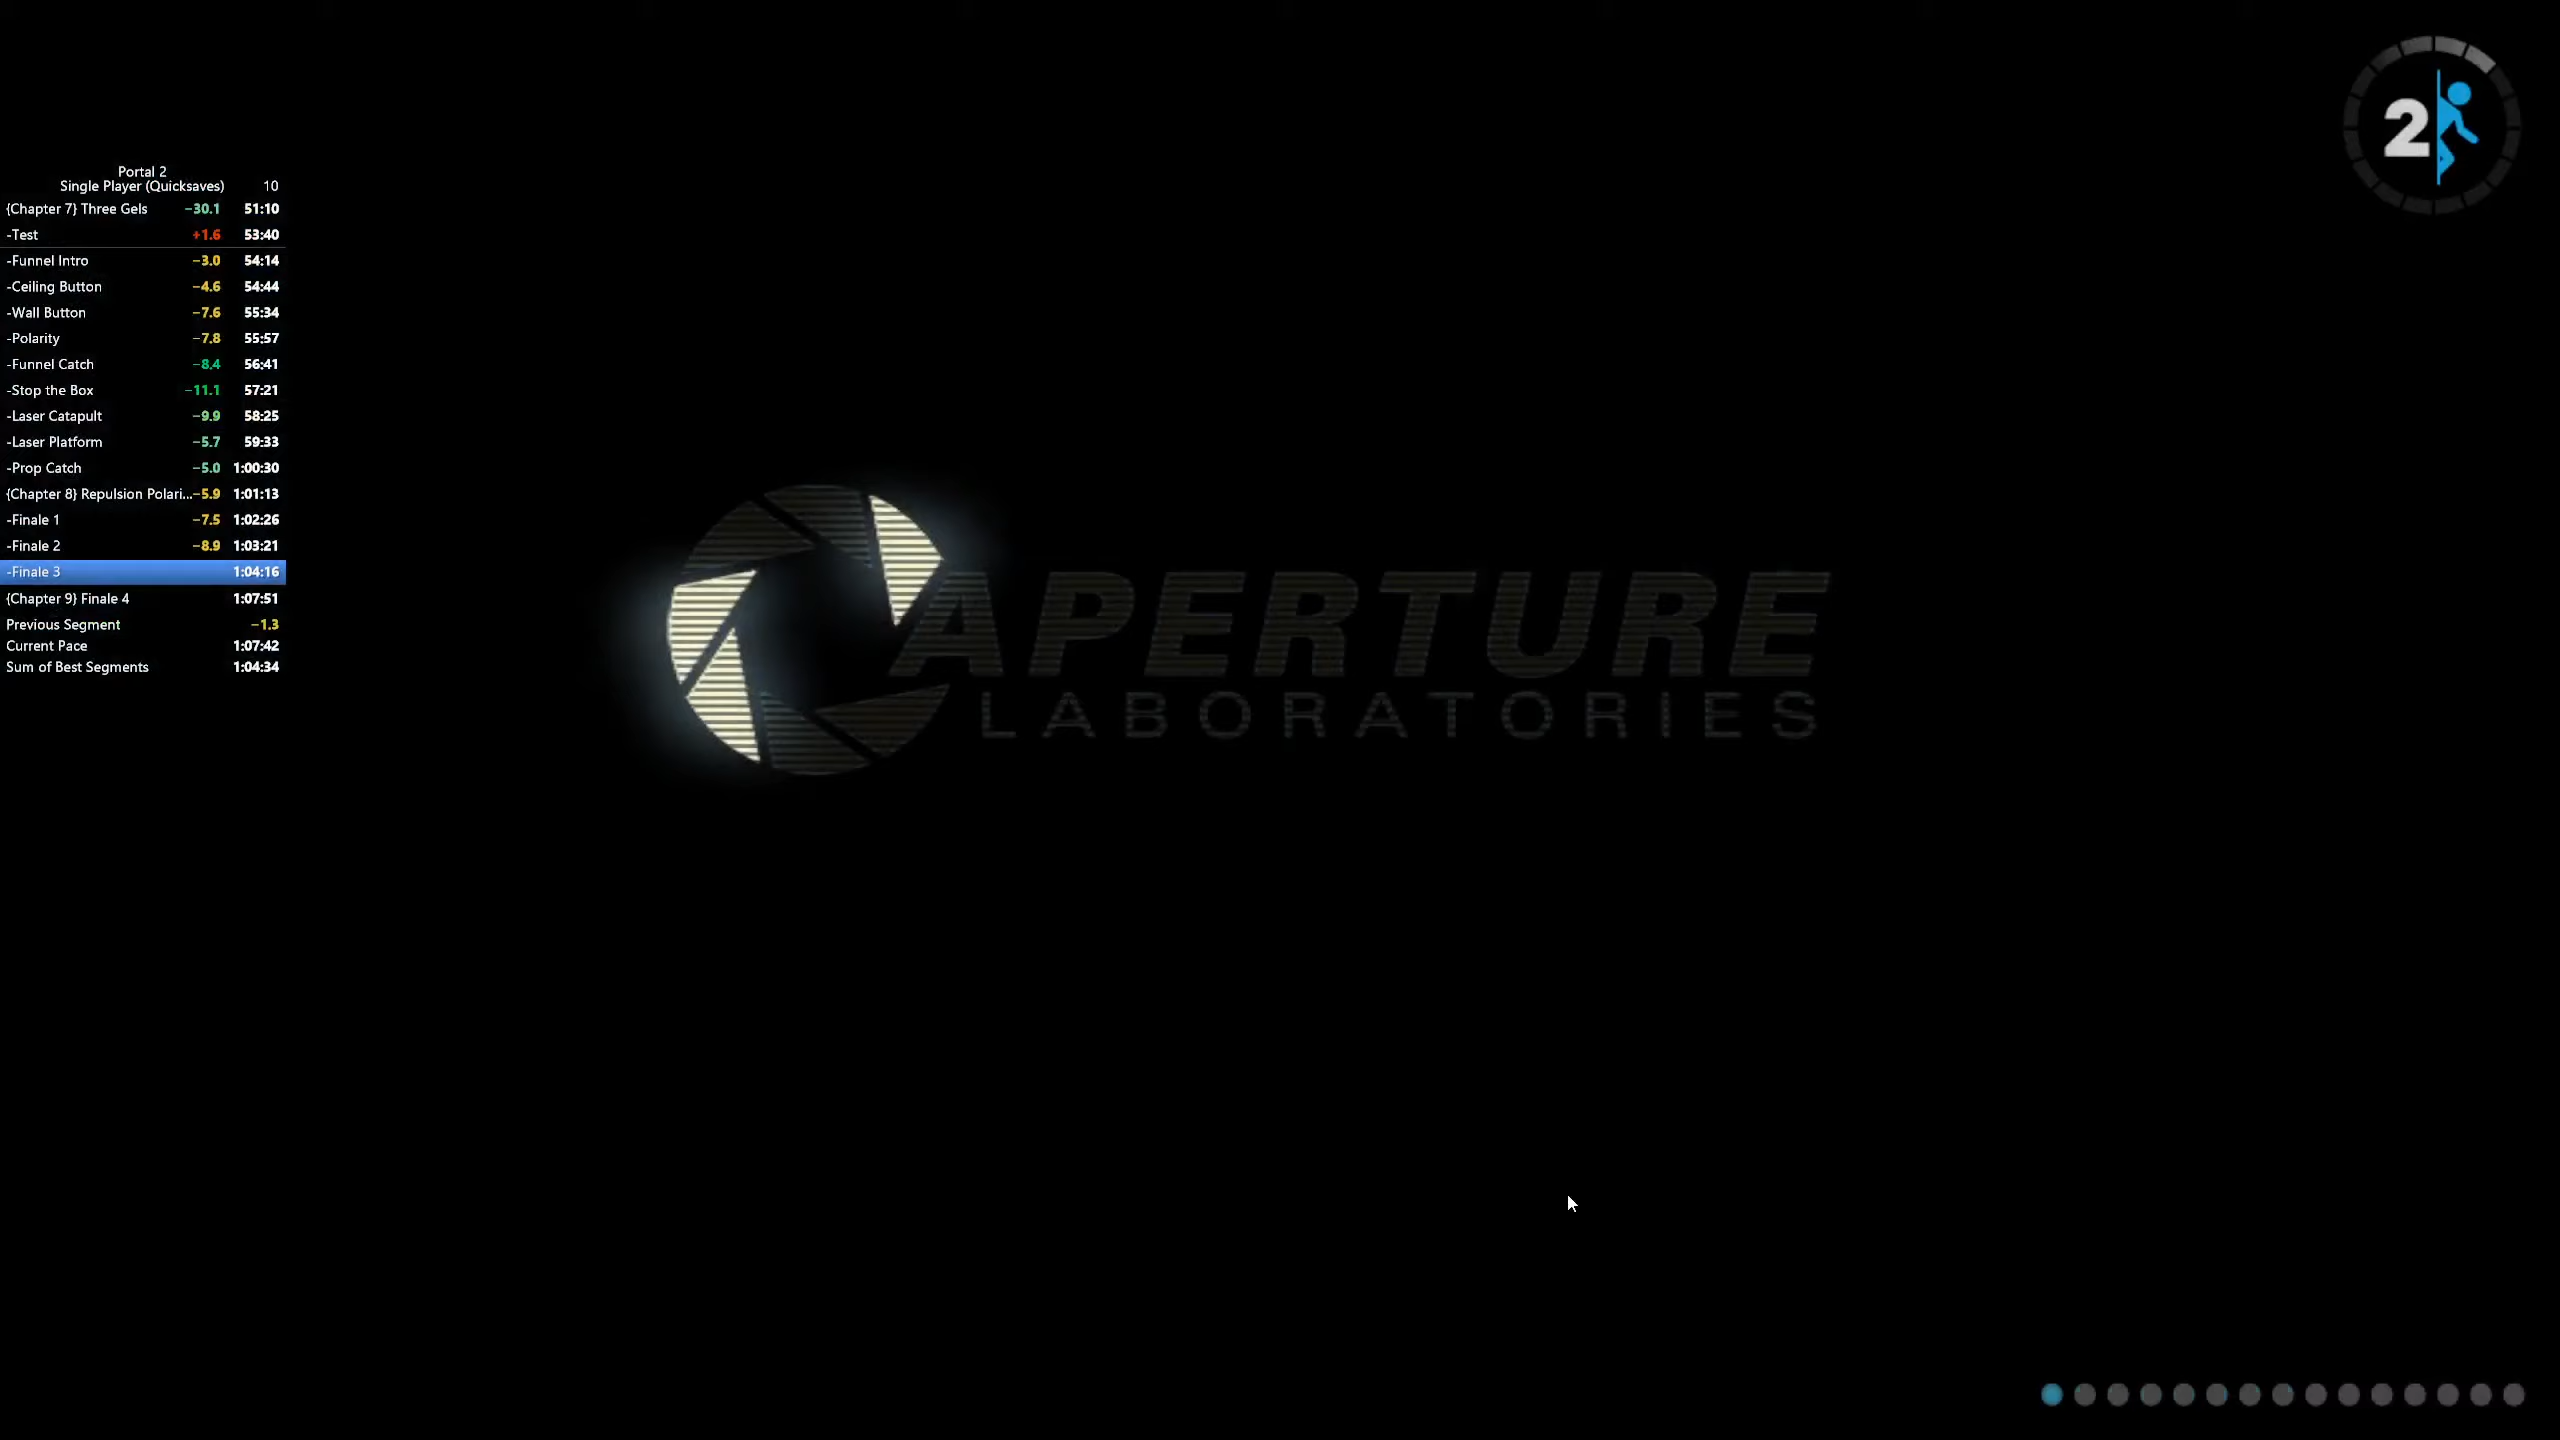 2
Portal 2
Single Player (Quicksaves) 10
{Chapter 7} Three Gels −30.1 51:10
-Test +1.6 53:40
-Funnel Intro −3.0 54:14
-Ceiling Button −4.6 54:44
-Wall Button −7.6 55:34
-Polarity −7.8 55:57
-Funnel Catch −8.4 56:41
-Stop the Box −11.1 57:21
-Laser Catapult −9.9 58:25
-Laser Platform −5.7 59:33
-Prop Catch −5.0 1:00:30
{Chapter 8} Repulsion Polari... −5.9 1:01:13
-Finale 1 −7.5 1:02:26
-Finale 2 −8.9 1:03:21
-Finale 3 1:04:16
{Chapter 9} Finale 4 1:07:51
Previous Segment −1.3
Current Pace 1:07:42
Sum of Best Segments 1:04:34
APERTURE
LABORATORIES